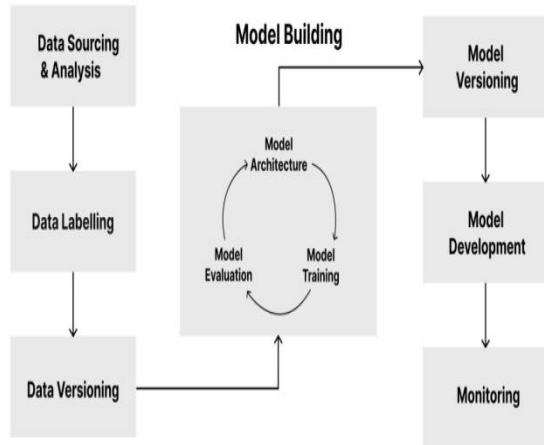 Data Sourcing
& Analysis
Data Labelling
Data Versioning
Model Building
Model
Architecture
Model
Training
Model
Evaluation
Model
Versioning
Model
Development
Monitoring